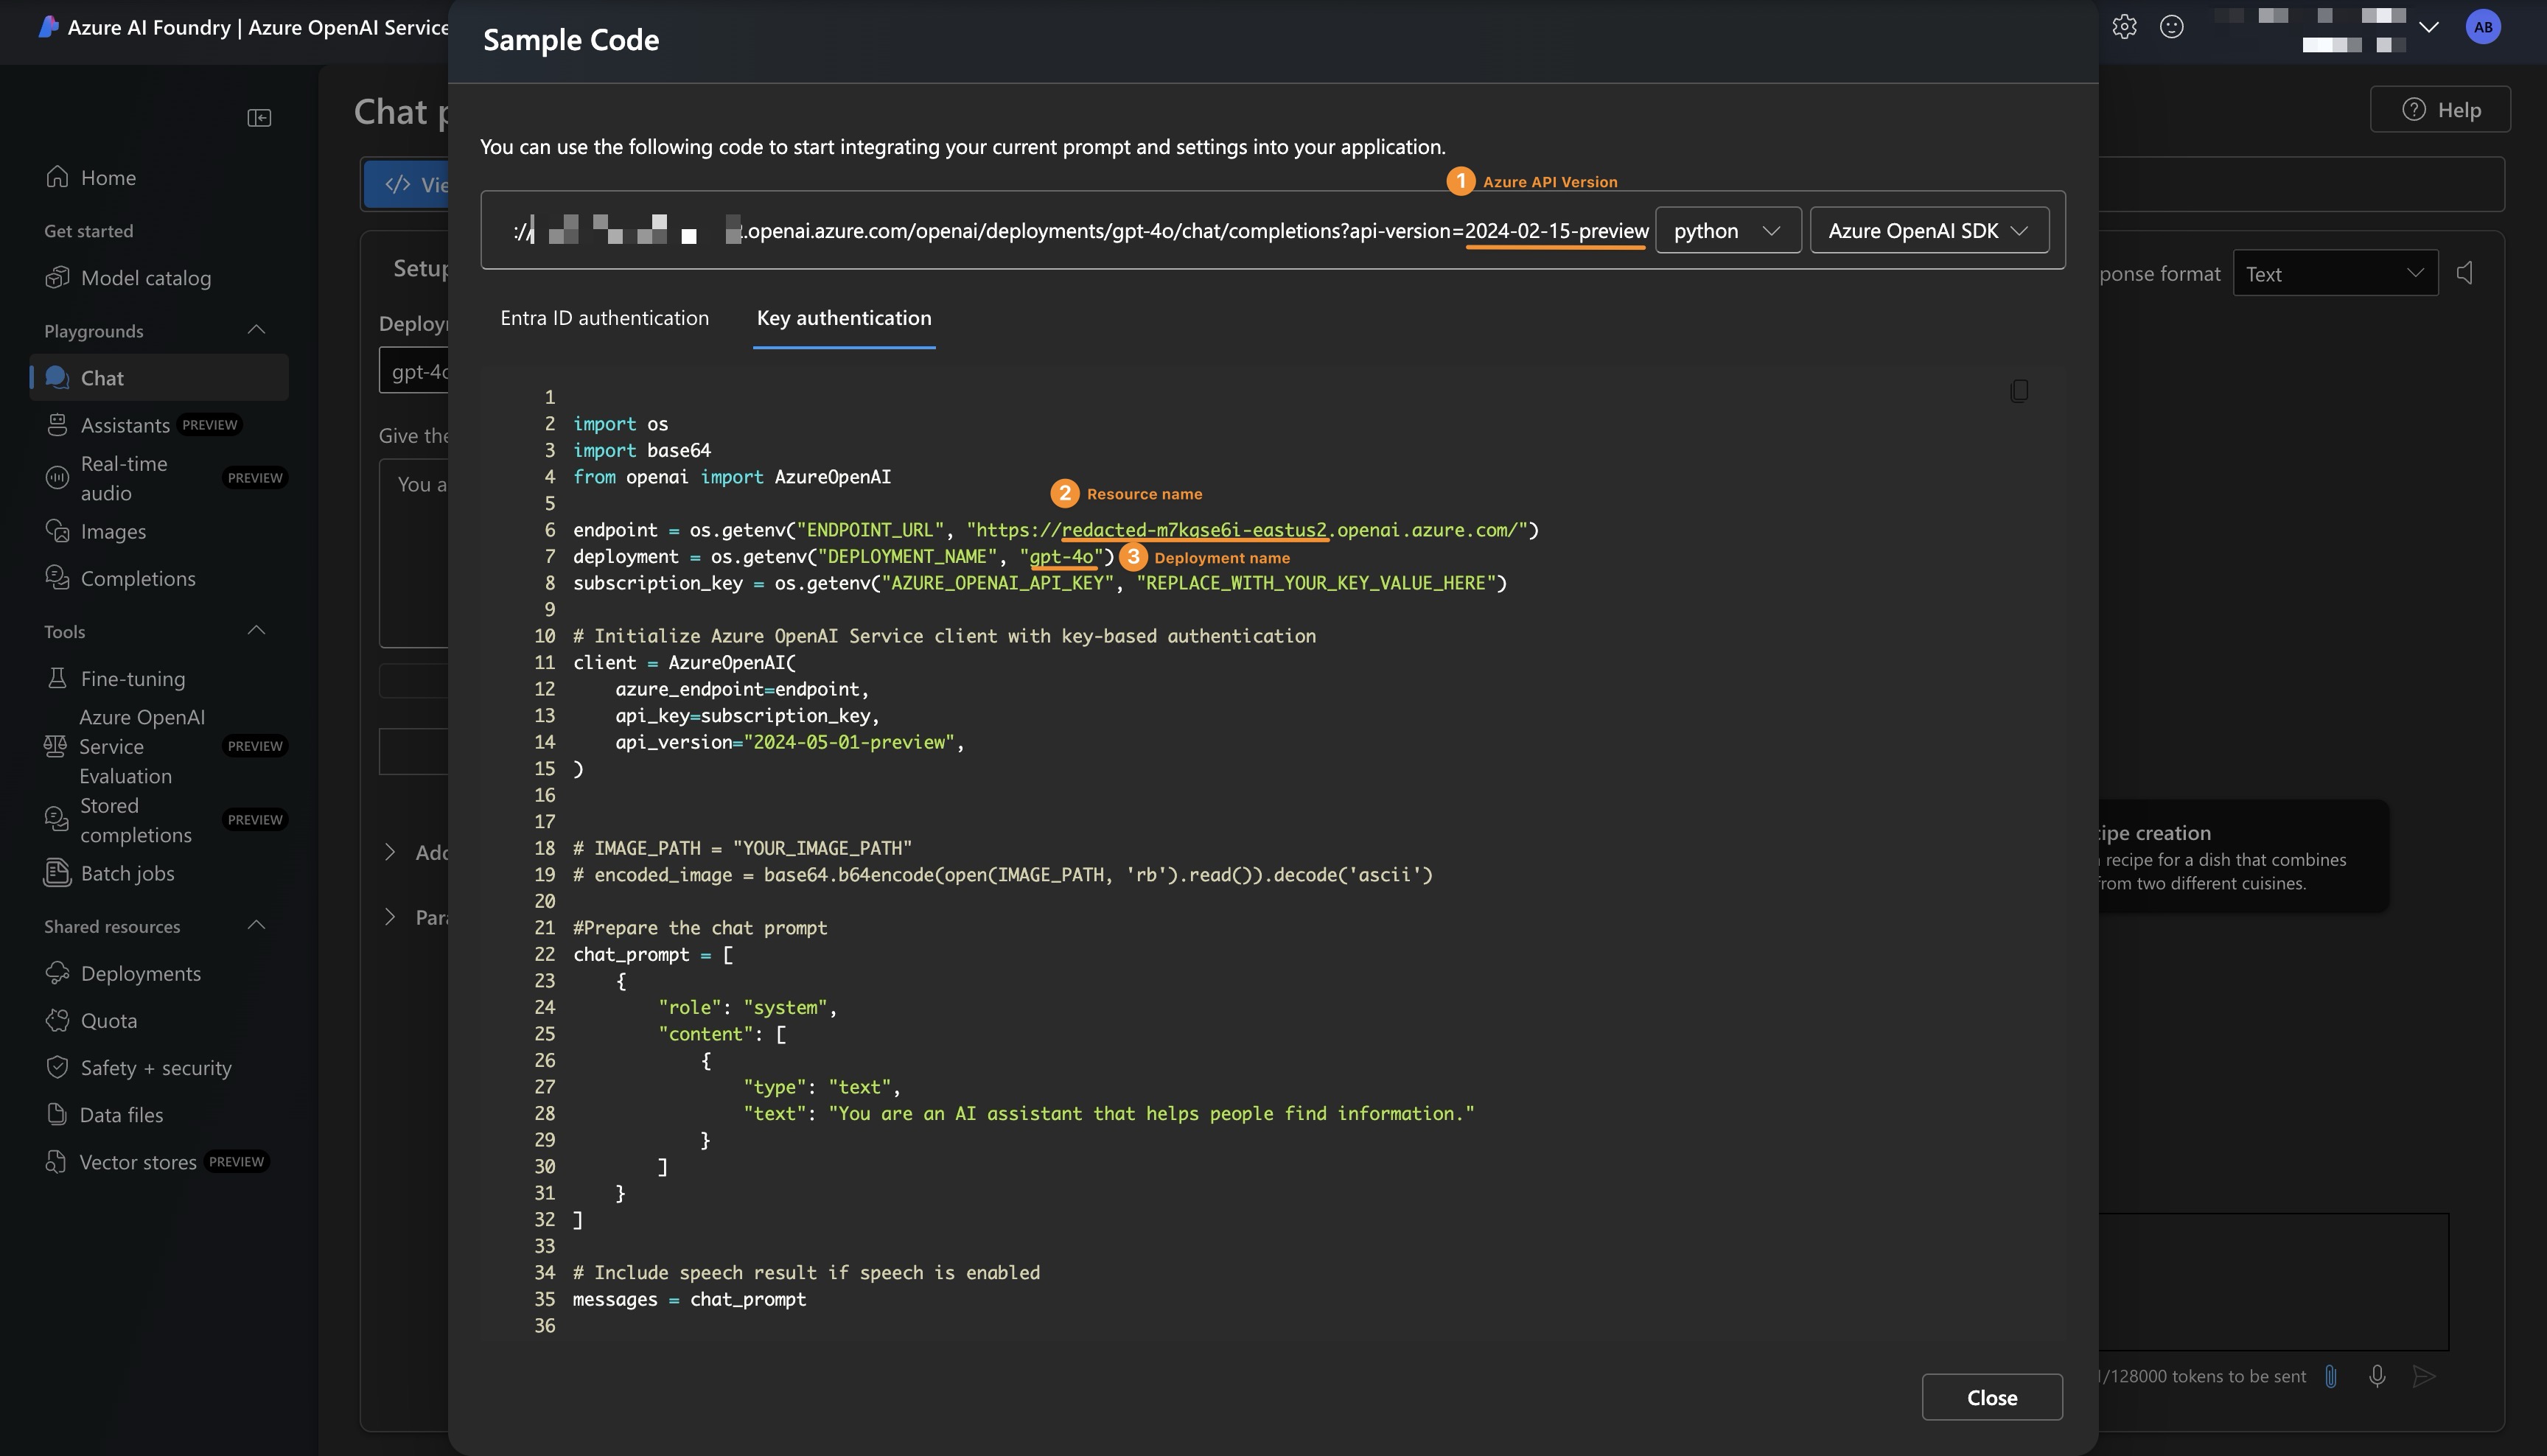 Azure AI Foundry | Azure OpenAI Service
AB
Home
Get started
Model catalog
Playgrounds
Chat
Assistants PREVIEW
Real-time audio PREVIEW
Images
Completions
Tools
Fine-tuning
Azure OpenAI Service Evaluation PREVIEW
Stored completions PREVIEW
Batch jobs
Shared resources
Deployments
Quota
Safety + security
Data files
Vector stores PREVIEW
Chat p
Help
</> Vie
Setup
Deployr
gpt-4o
Give the
You a
Add
Para
Sample Code
You can use the following code to start integrating your current prompt and settings into your application.
1 Azure API Version
://
.openai.azure.com/openai/deployments/gpt-4o/chat/completions?api-version=2024-02-15-preview
python
Azure OpenAI SDK
Entra ID authentication
Key authentication
1
2 import os
3 import base64
4 from openai import AzureOpenAI
5
2 Resource name
6 endpoint = os.getenv("ENDPOINT_URL", "https://redacted-m7kqse6i-eastus2.openai.azure.com/")
7 deployment = os.getenv("DEPLOYMENT_NAME", "gpt-4o") 3 Deployment name
8 subscription_key = os.getenv("AZURE_OPENAI_API_KEY", "REPLACE_WITH_YOUR_KEY_VALUE_HERE")
9
10 # Initialize Azure OpenAI Service client with key-based authentication
11 client = AzureOpenAI(
12     azure_endpoint=endpoint,
13     api_key=subscription_key,
14     api_version="2024-05-01-preview",
15 )
16
17
18 # IMAGE_PATH = "YOUR_IMAGE_PATH"
19 # encoded_image = base64.b64encode(open(IMAGE_PATH, 'rb').read()).decode('ascii')
20
21 #Prepare the chat prompt
22 chat_prompt = [
23     {
24         "role": "system",
25         "content": [
26             {
27                 "type": "text",
28                 "text": "You are an AI assistant that helps people find information."
29             }
30         ]
31     }
32 ]
33
34 # Include speech result if speech is enabled
35 messages = chat_prompt
36
Close
ponse format
Text
ipe creation
recipe for a dish that combines
from two different cuisines.
/128000 tokens to be sent